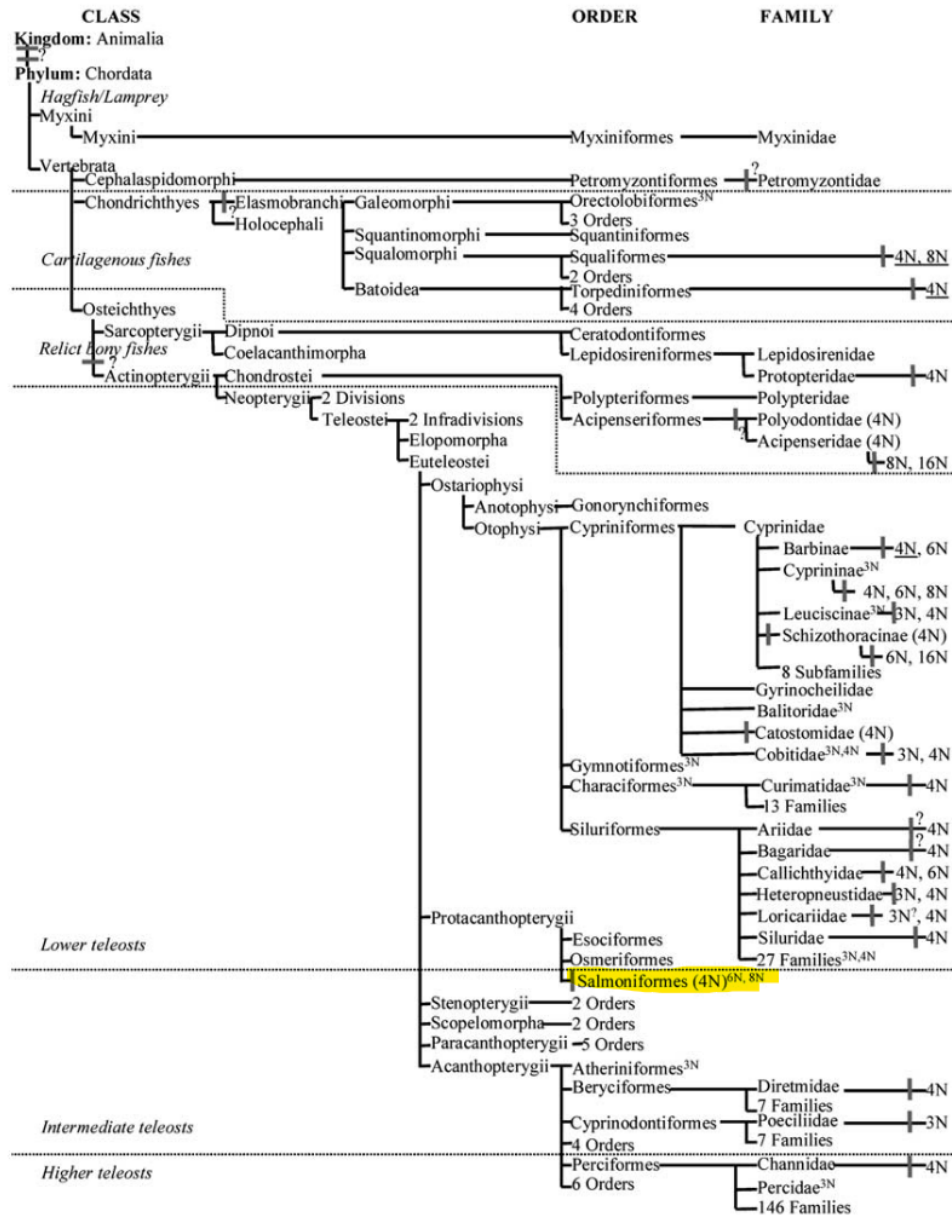 CLASS ORDER FAMILY
Kingdom: Animalia
?
Phylum: Chordata
Hagfish/Lamprey
Myxini
Myxini Myxiniformes Myxinidae
Vertebrata
?
Cephalaspidomorphi Petromyzontiformes Petromyzontidae
Chondrichthyes ? Elasmobranchi Galeomorphi Orectolobiformes3N
Holocephali 3 Orders
Squantinomorphi Squantiniformes
Cartilagenous fishes Squalomorphi Squaliformes 4N, 8N
2 Orders
Batoidea Torpediniformes 4N
4 Orders
Osteichthyes
Sarcopterygii Dipnoi Ceratodontiformes
Relict bony fishes Coelacanthimorpha Lepidosireniformes Lepidosirenidae
?
Actinopterygii Chondrostei Protopteridae 4N
Neopterygii 2 Divisions Polypteriformes Polypteridae
Teleostei 2 Infradivisions Acipenseriformes ? Polyodontidae (4N)
Elopomorpha Acipenseridae (4N)
Euteleostei 8N, 16N
Ostariophysi
Anotophysi Gonorynchiformes
Otophysi Cypriniformes Cyprinidae
Barbinae 4N, 6N
Cyprininae3N
4N, 6N, 8N
Leuciscinae3N 3N, 4N
Schizothoracinae (4N)
6N, 16N
8 Subfamilies
Gyrinocheilidae
Balitoridae3N
Catostomidae (4N)
Cobitidae3N,4N 3N, 4N
Gymnotiformes3N
Characiformes3N Curimatidae3N 4N
13 Families
Siluriformes Ariidae ? 4N
Bagaridae ? 4N
Callichthyidae 4N, 6N
Heteropneustidae 3N, 4N
Protacanthopterygii Loricariidae 3N?, 4N
Lower teleosts Esociformes Siluridae 4N
Osmeriformes 27 Families3N,4N
Salmoniformes (4N)6N, 8N
Stenopterygii 2 Orders
Scopelomorpha 2 Orders
Paracanthopterygii 5 Orders
Acanthopterygii Atheriniformes3N
Beryciformes Diretmidae 4N
7 Families
Intermediate teleosts Cyprinodontiformes Poeciliidae 3N
4 Orders 7 Families
Higher teleosts Perciformes Channidae 4N
6 Orders Percidae3N
146 Families